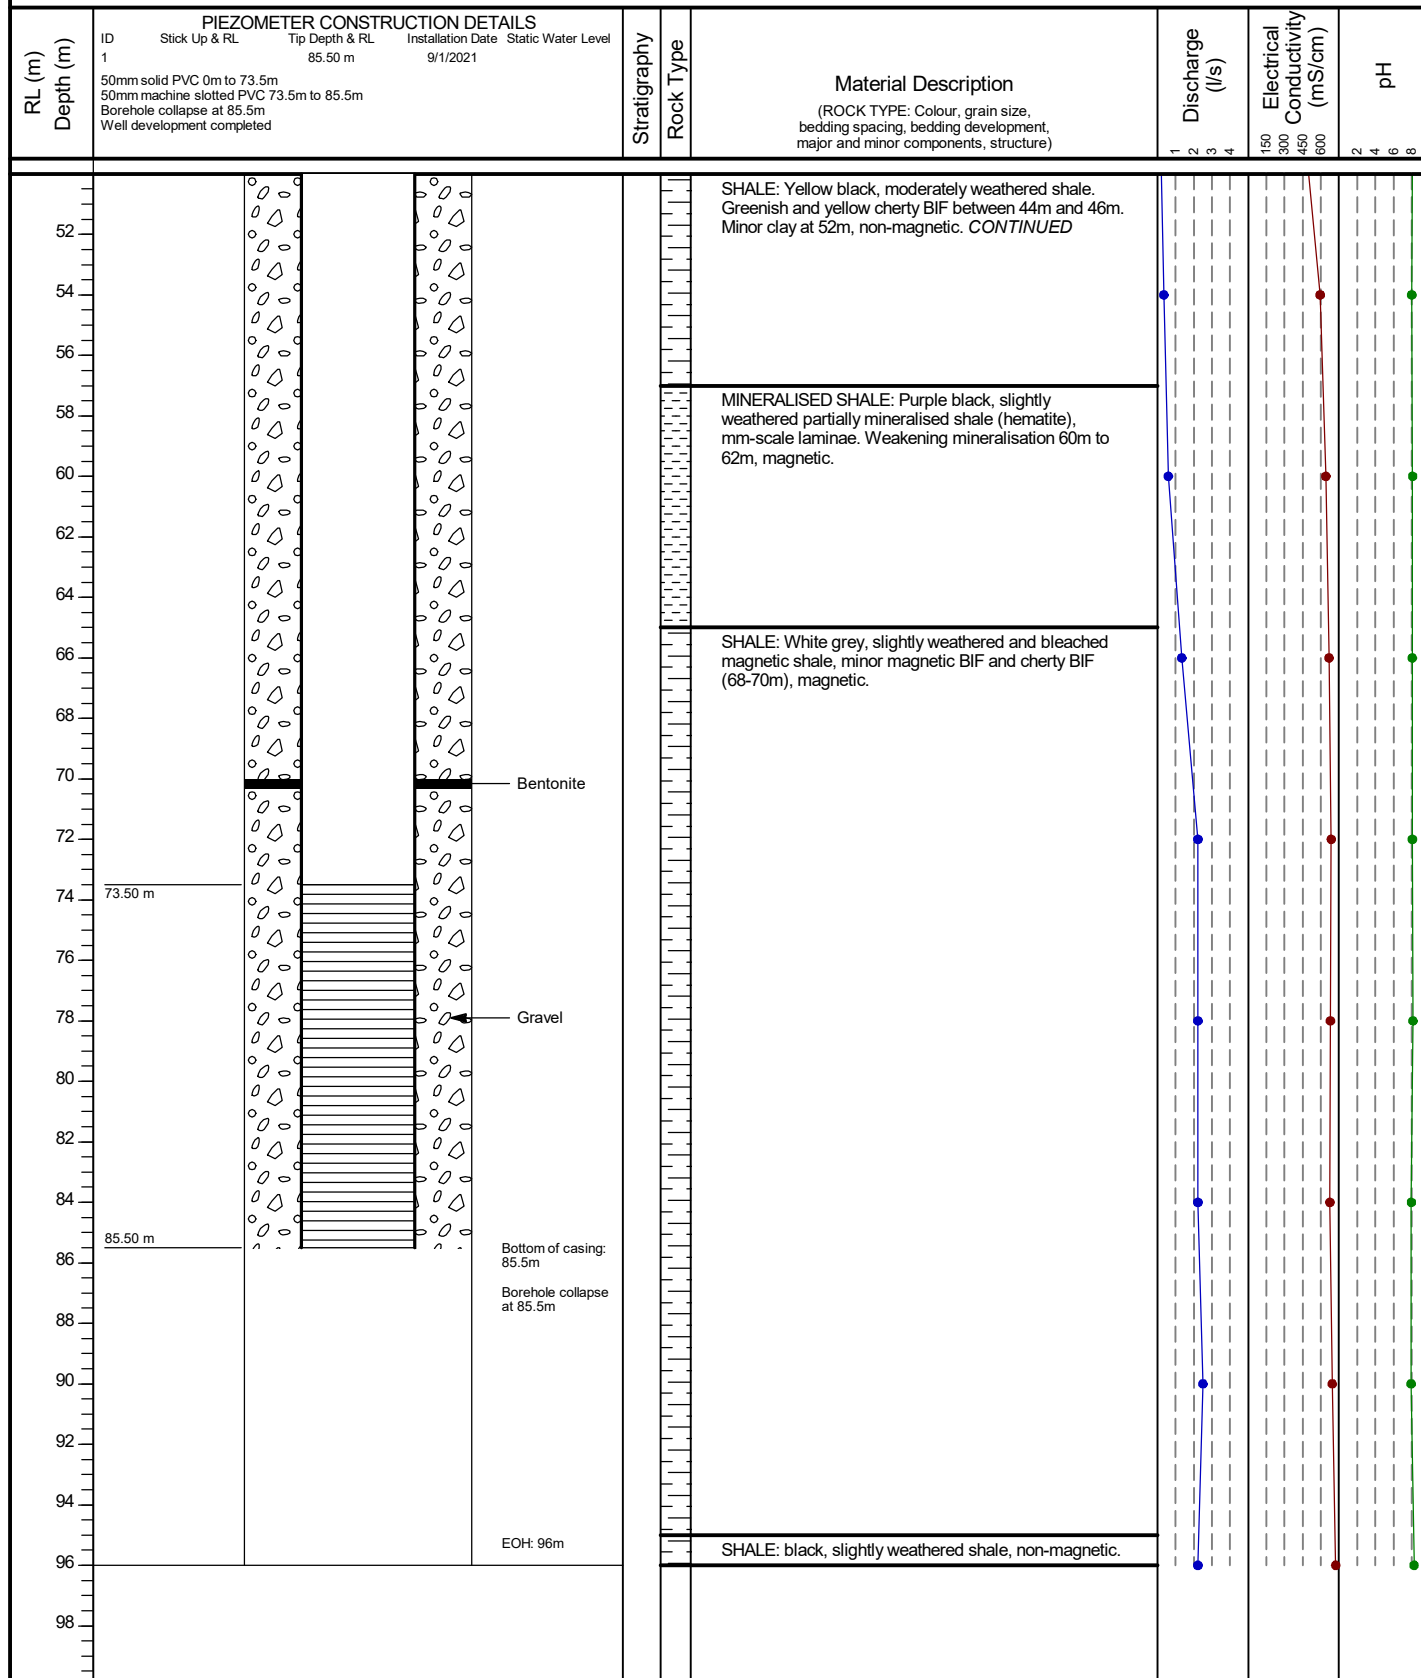 PIEZOMETER CONSTRUCTION DETAILS
ID Stick Up & RL Tip Depth & RL Installation Date Static Water Level
1 85.50 m 9/1/2021
50mm solid PVC 0m to 73.5m
50mm machine slotted PVC 73.5m to 85.5m
Borehole collapse at 85.5m
Well development completed
RL (m)
Depth (m)
Stratigraphy
Rock Type
Material Description
(ROCK TYPE: Colour, grain size,
bedding spacing, bedding development,
major and minor components, structure)
Discharge
(l/s)
1 2 3 4
Electrical
Conductivity
(mS/cm)
150 300 450 600
pH
2 4 6 8
SHALE: Yellow black, moderately weathered shale.
Greenish and yellow cherty BIF between 44m and 46m.
Minor clay at 52m, non-magnetic. CONTINUED
52
54
56
MINERALISED SHALE: Purple black, slightly
weathered partially mineralised shale (hematite),
mm-scale laminae. Weakening mineralisation 60m to
62m, magnetic.
58
60
62
64
SHALE: White grey, slightly weathered and bleached
magnetic shale, minor magnetic BIF and cherty BIF
(68-70m), magnetic.
66
68
70
Bentonite
72
73.50 m
74
76
78
Gravel
80
82
84
85.50 m
Bottom of casing:
85.5m
86
Borehole collapse
at 85.5m
88
90
92
94
EOH: 96m
SHALE: black, slightly weathered shale, non-magnetic.
96
98